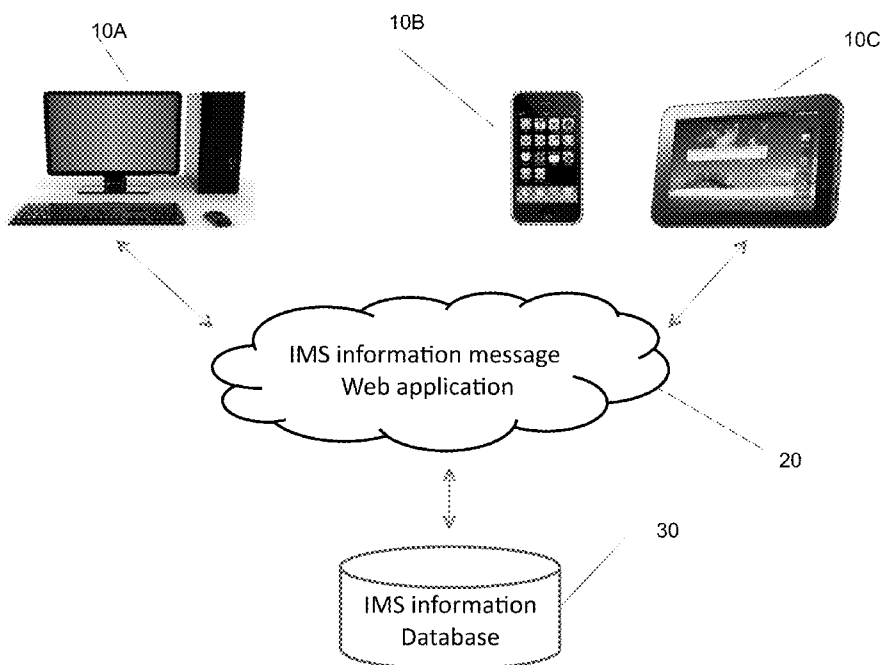 10A
10B
10C
IMS information message
Web application
20
30
IMS information
Database